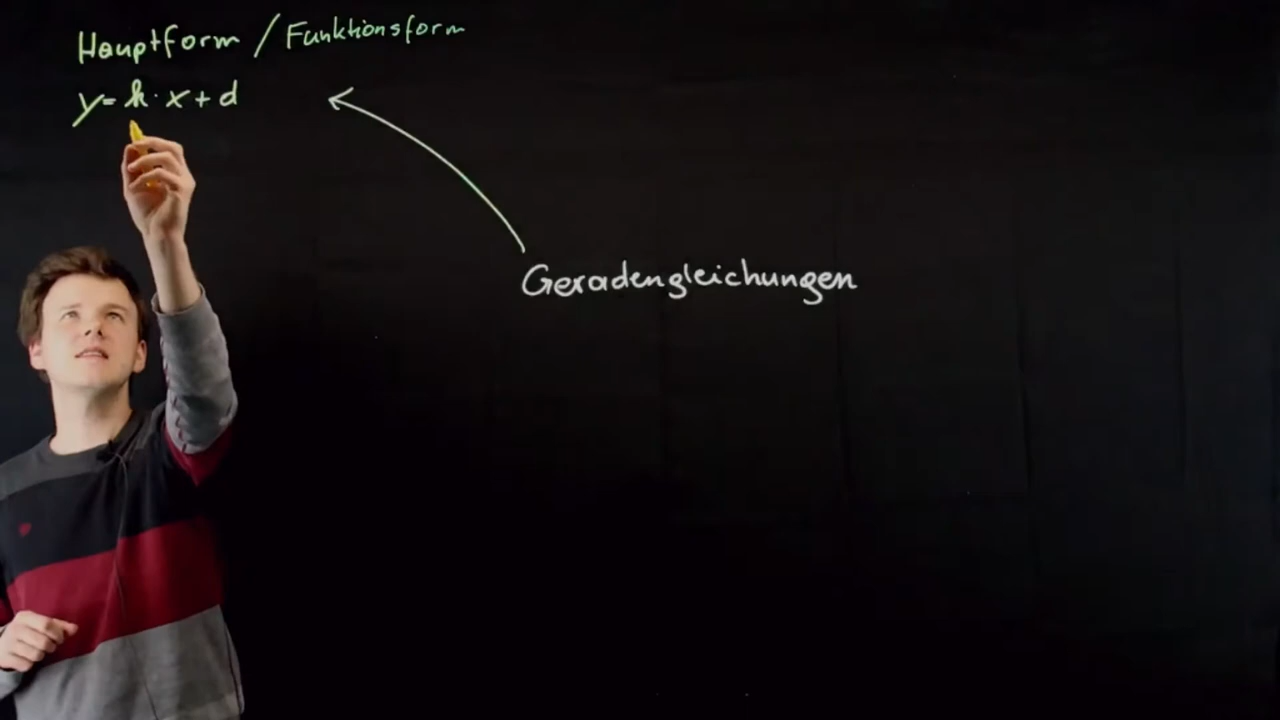 Hauptform / Funktionsform
y = k · x + d
Geradengleichungen